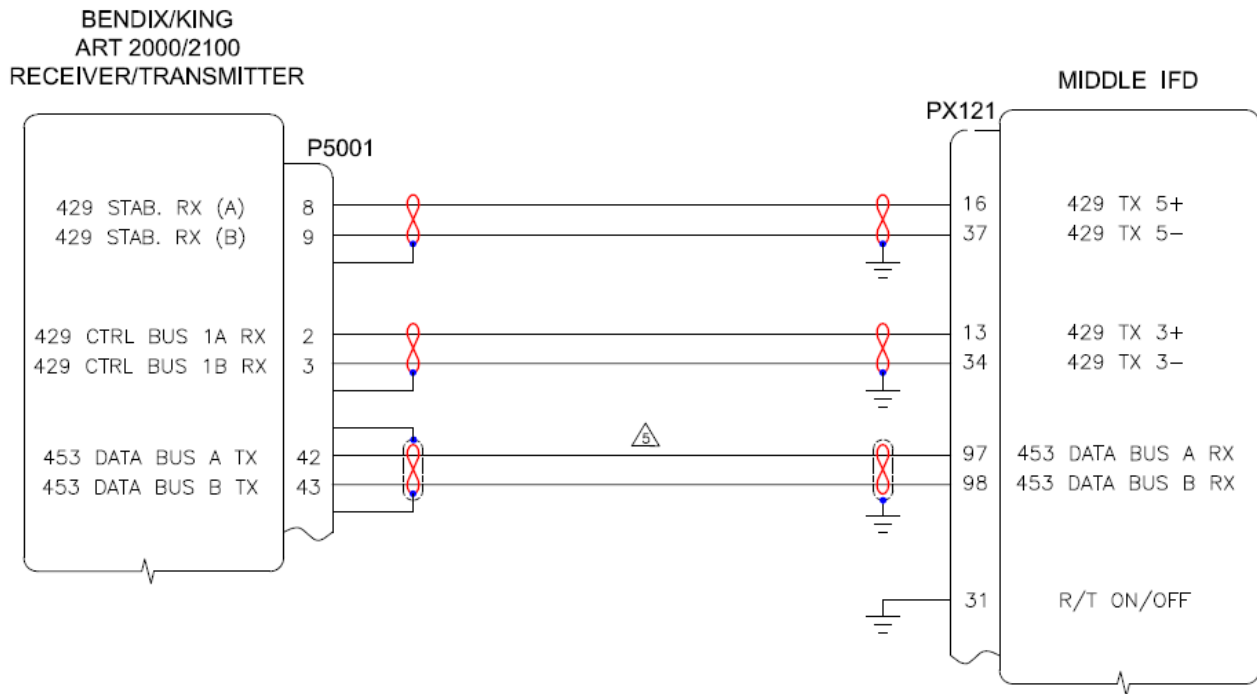 BENDIX/KING
ART 2000/2100
RECEIVER/TRANSMITTER
MIDDLE IFD
P5001
PX121
429 STAB. RX (A) 8 16 429 TX 5+
429 STAB. RX (B) 9 37 429 TX 5−
429 CTRL BUS 1A RX 2 13 429 TX 3+
429 CTRL BUS 1B RX 3 34 429 TX 3−
5
453 DATA BUS A TX 42 97 453 DATA BUS A RX
453 DATA BUS B TX 43 98 453 DATA BUS B RX
31 R/T ON/OFF